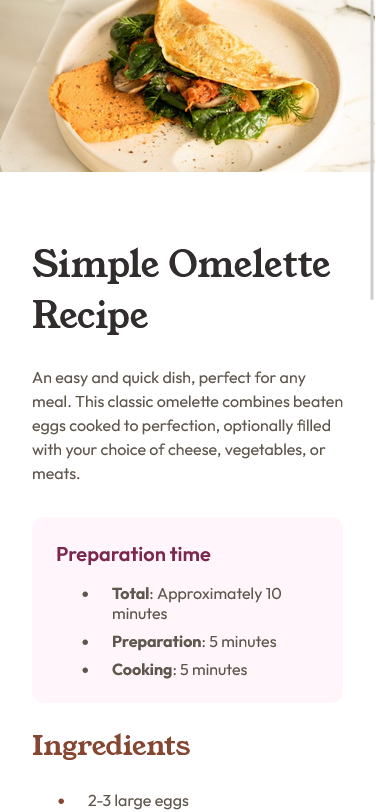 Simple Omelette
Recipe
An easy and quick dish, perfect for any
meal. This classic omelette combines beaten
eggs cooked to perfection, optionally filled
with your choice of cheese, vegetables, or
meats.
Preparation time
• Total: Approximately 10
minutes
• Preparation: 5 minutes
• Cooking: 5 minutes
Ingredients
• 2-3 large eggs